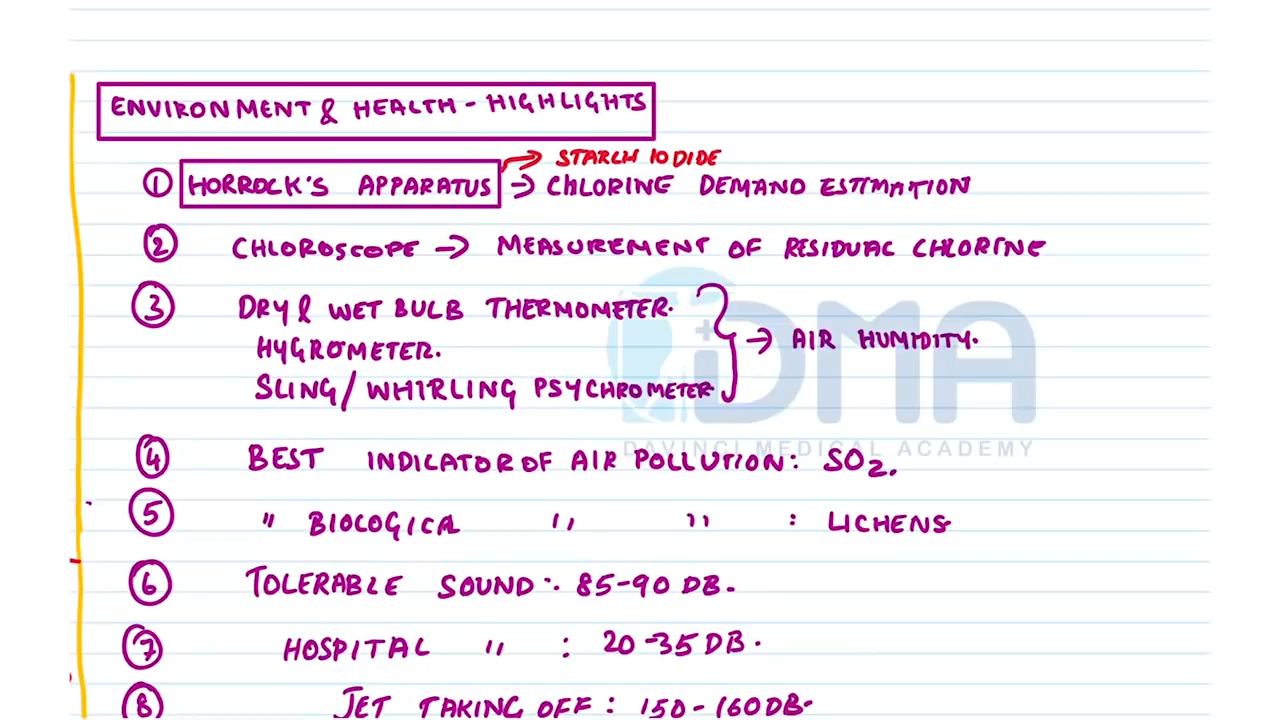 ENVIRONMENT & HEALTH - HIGHLIGHTS
→ STARCH IODIDE
① HORROCK'S APPARATUS → CHLORINE DEMAND ESTIMATION
② CHLOROSCOPE → MEASUREMENT OF RESIDUAL CHLORINE
③ DRY & WET BULB THERMOMETER.
HYGROMETER.
→ AIR HUMIDITY.
SLING/WHIRLING PSYCHROMETER
DMA
DAVINCI MEDICAL ACADEMY
④ BEST INDICATOR OF AIR POLLUTION: SO2.
⑤ " BIOLOGICAL " " : LICHENS
⑥ TOLERABLE SOUND: 85-90 DB.
⑦ HOSPITAL " : 20-35 DB.
⑧ JET TAKING OFF: 150-160 DB.